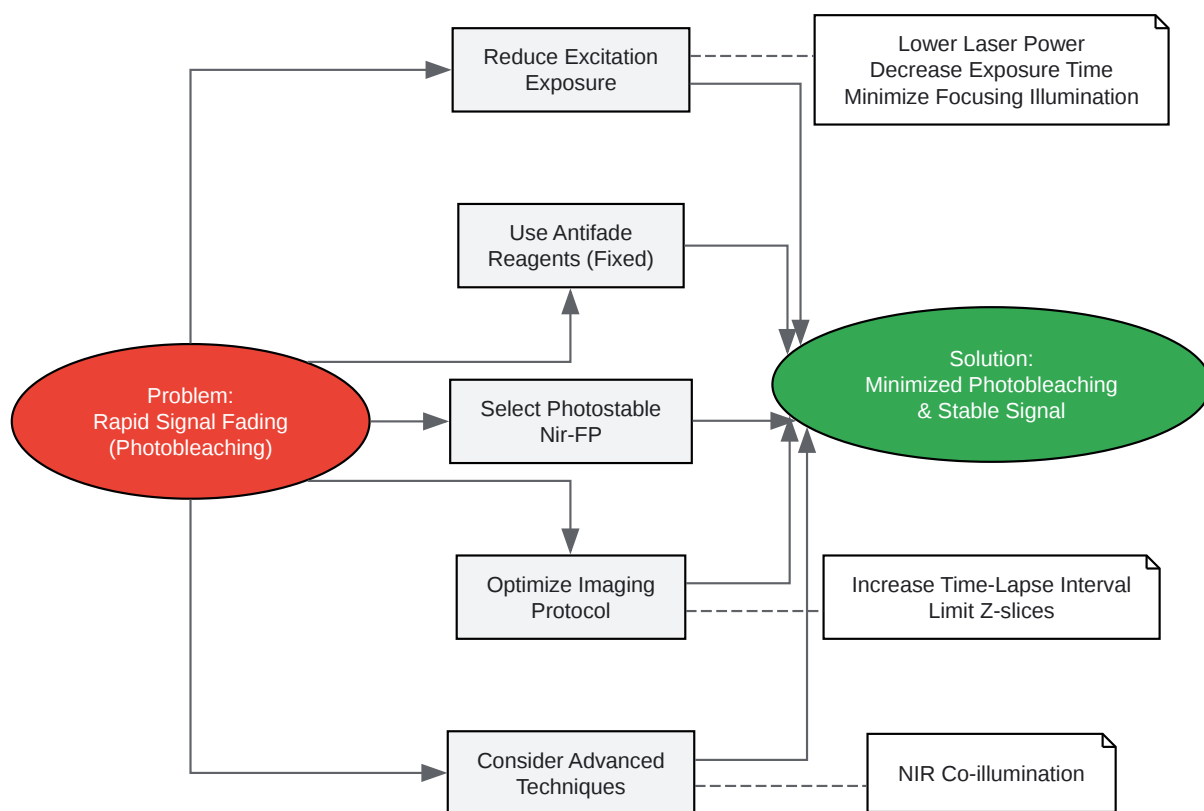 Reduce Excitation
Exposure
Lower Laser Power
Decrease Exposure Time
Minimize Focusing Illumination
Use Antifade
Reagents (Fixed)
Problem:
Rapid Signal Fading
(Photobleaching)
Select Photostable
Nir-FP
Solution:
Minimized Photobleaching
& Stable Signal
Optimize Imaging
Protocol
Increase Time-Lapse Interval
Limit Z-slices
Consider Advanced
Techniques
NIR Co-illumination